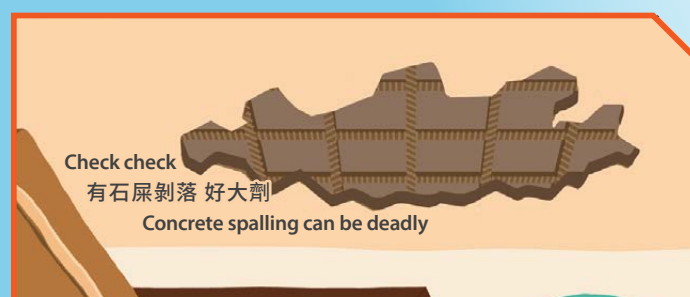 Check check
有石屎剝落 好大劑
Concrete spalling can be deadly